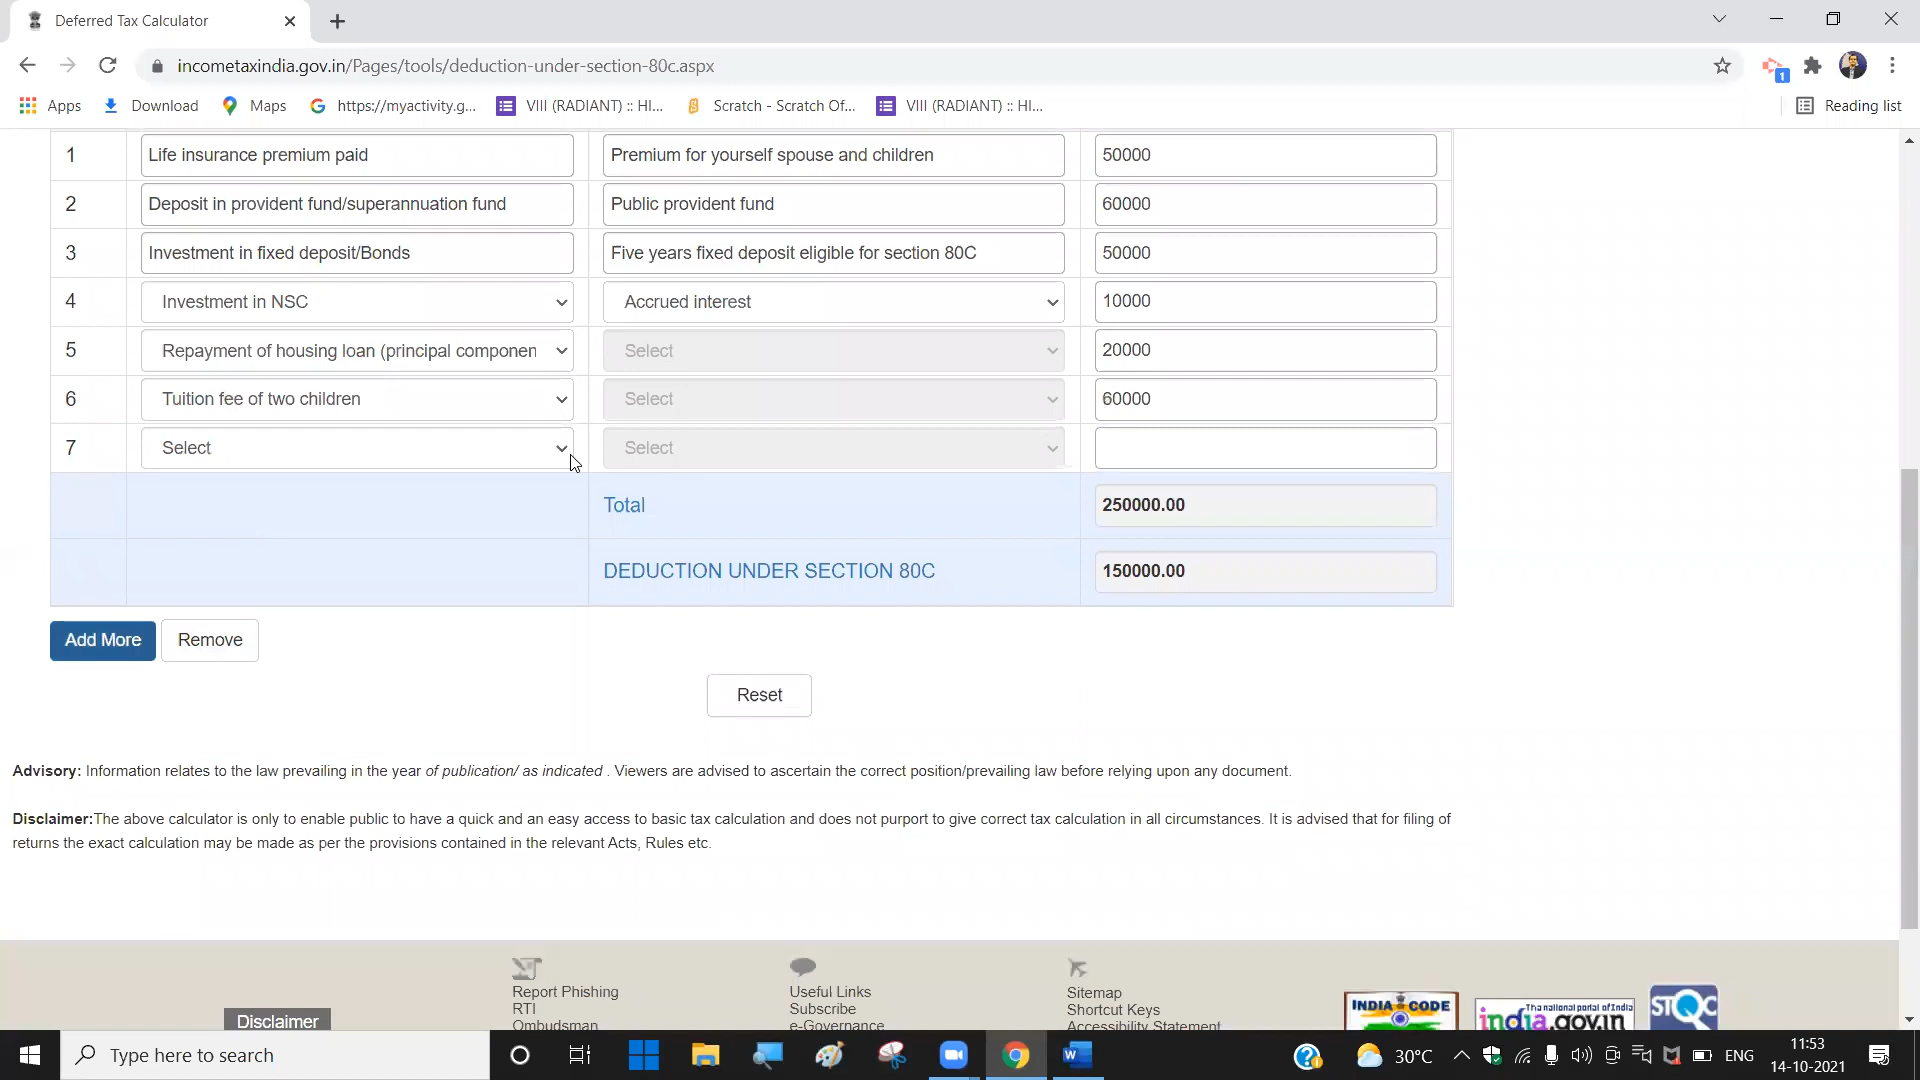 Deferred Tax Calculator
incometaxindia.gov.in/Pages/tools/deduction-under-section-80c.aspx
1
Apps Download Maps https://myactivity.g... VIII (RADIANT) :: HI... Scratch - Scratch Of... VIII (RADIANT) :: HI... Reading list
1 Life insurance premium paid Premium for yourself spouse and children 50000
2 Deposit in provident fund/superannuation fund Public provident fund 60000
3 Investment in fixed deposit/Bonds Five years fixed deposit eligible for section 80C 50000
4 Investment in NSC Accrued interest 10000
5 Repayment of housing loan (principal componen Select 20000
6 Tuition fee of two children Select 60000
7 Select Select
Total 250000.00
DEDUCTION UNDER SECTION 80C 150000.00
Add More Remove
Reset
Advisory: Information relates to the law prevailing in the year of publication/ as indicated . Viewers are advised to ascertain the correct position/prevailing law before relying upon any document.
Disclaimer:The above calculator is only to enable public to have a quick and an easy access to basic tax calculation and does not purport to give correct tax calculation in all circumstances. It is advised that for filing of
returns the exact calculation may be made as per the provisions contained in the relevant Acts, Rules etc.
Disclaimer
Report Phishing
RTI
Ombudsman
Useful Links
Subscribe
e-Governance
Sitemap
Shortcut Keys
Accessibility Statement
INDIA CODE
The national portal of India
india.gov.in
STQC
Type here to search
30°C
ENG
11:53
14-10-2021